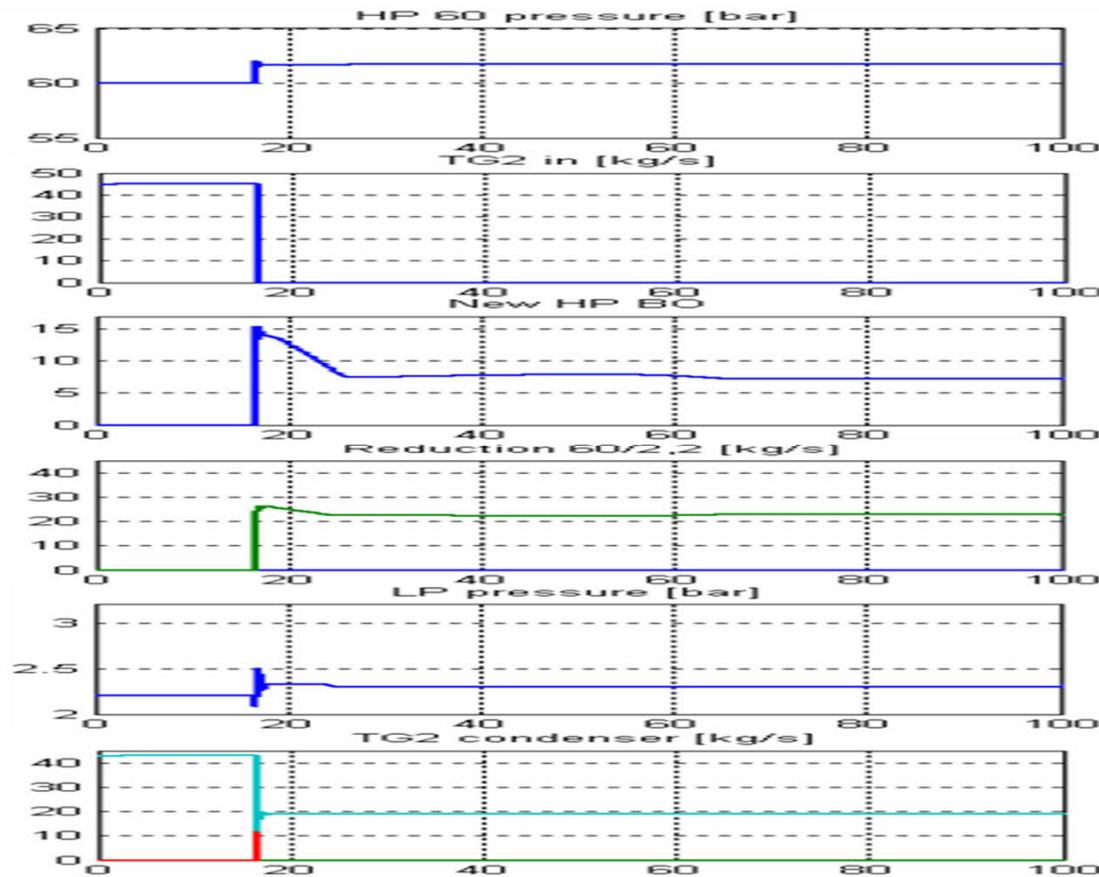 HP 60 pressure [bar]
65
60
55
0 20 40 60 80 100
TG2 in [kg/s]
50
40
30
20
10
0
0 20 40 60 80 100
New HP BO
15
10
5
0
0 20 40 60 80 100
Reduction 60/2,2 [kg/s]
40
30
20
10
0
0 20 40 60 80 100
LP pressure [bar]
3
2.5
2
0 20 40 60 80 100
TG2 condenser [kg/s]
40
30
20
10
0
0 20 40 60 80 100